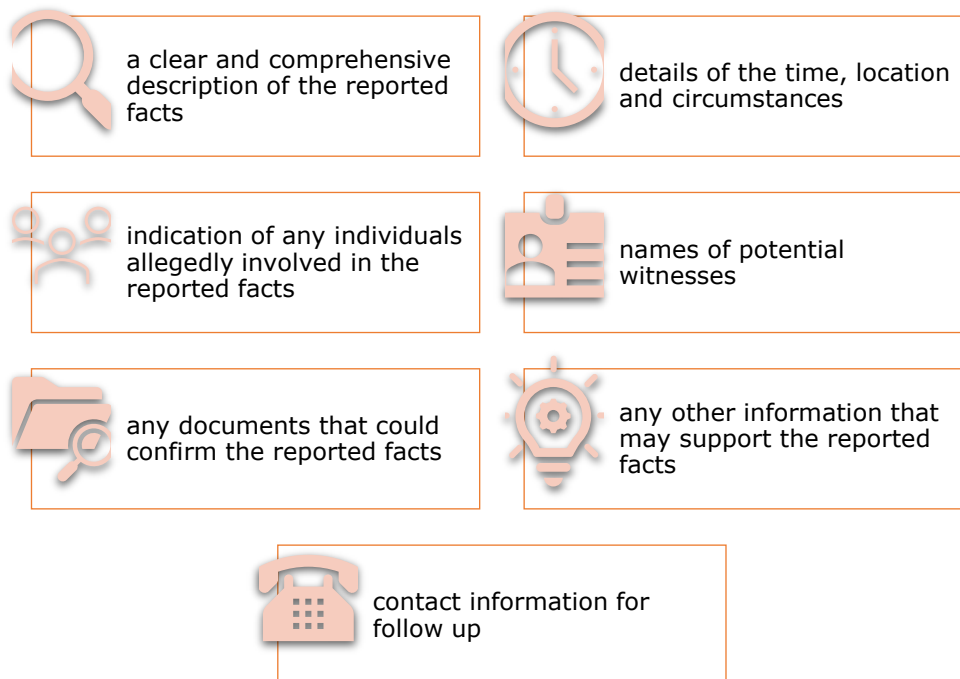 a clear and comprehensive
description of the reported
facts
details of the time, location
and circumstances
indication of any individuals
allegedly involved in the
reported facts
names of potential
witnesses
any documents that could
confirm the reported facts
any other information that
may support the reported
facts
contact information for
follow up